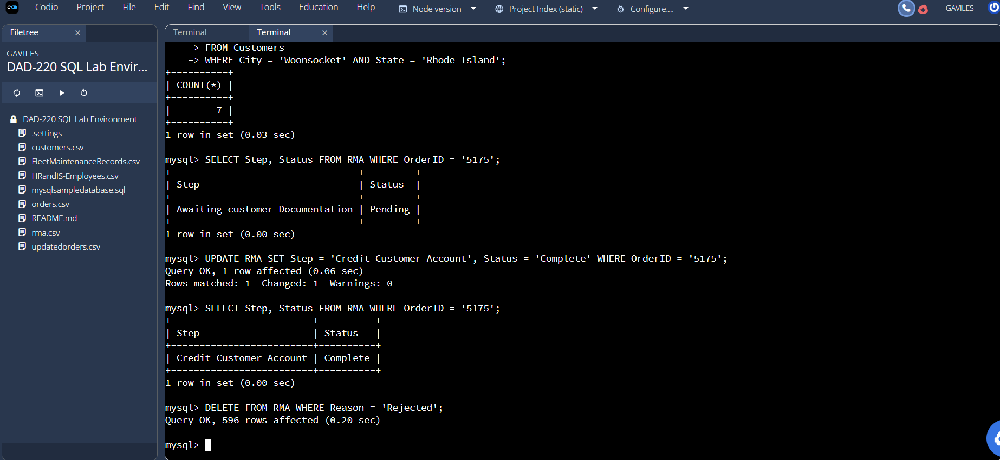 Codio Project File Edit Find View Tools Education Help Node version Project Index (static) Configure.... GAVILES
Filetree ×
GAVILES
DAD-220 SQL Lab Envir...
DAD-220 SQL Lab Environment
.settings
customers.csv
FleetMaintenanceRecords.csv
HRandIS-Employees.csv
mysqlsampledatabase.sql
orders.csv
README.md
rma.csv
updatedorders.csv
Terminal Terminal ×
    -> FROM Customers
    -> WHERE City = 'Woonsocket' AND State = 'Rhode Island';
+----------+
| COUNT(*) |
+----------+
|        7 |
+----------+
1 row in set (0.03 sec)
mysql> SELECT Step, Status FROM RMA WHERE OrderID = '5175';
+---------------------------------+---------+
| Step                            | Status  |
+---------------------------------+---------+
| Awaiting customer Documentation | Pending |
+---------------------------------+---------+
1 row in set (0.00 sec)
mysql> UPDATE RMA SET Step = 'Credit Customer Account', Status = 'Complete' WHERE OrderID = '5175';
Query OK, 1 row affected (0.06 sec)
Rows matched: 1  Changed: 1  Warnings: 0
mysql> SELECT Step, Status FROM RMA WHERE OrderID = '5175';
+-------------------------+----------+
| Step                    | Status   |
+-------------------------+----------+
| Credit Customer Account | Complete |
+-------------------------+----------+
1 row in set (0.00 sec)
mysql> DELETE FROM RMA WHERE Reason = 'Rejected';
Query OK, 596 rows affected (0.20 sec)
mysql>